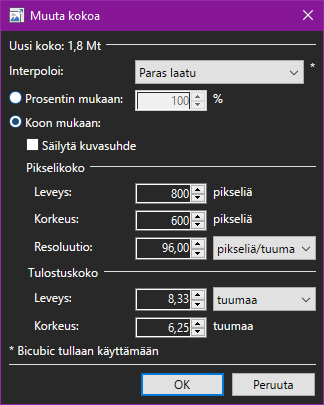 Muuta kokoa
Uusi koko: 1,8 Mt
Interpoloi: Paras laatu *
Prosentin mukaan: 100 %
Koon mukaan:
Säilytä kuvasuhde
Pikselikoko
Leveys: 800 pikseliä
Korkeus: 600 pikseliä
Resoluutio: 96,00 pikseliä/tuuma
Tulostuskoko
Leveys: 8,33 tuumaa
Korkeus: 6,25 tuumaa
* Bicubic tullaan käyttämään
OK Peruuta